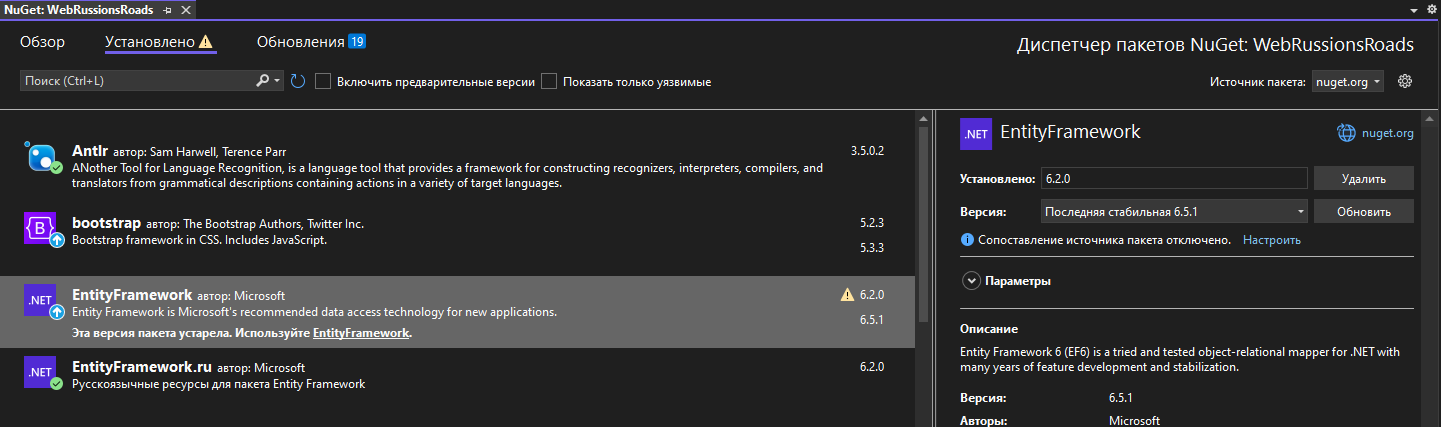 NuGet: WebRussionsRoads
Обзор
Установлено
Обновления 19
Диспетчер пакетов NuGet: WebRussionsRoads
Поиск (Ctrl+L)
Включить предварительные версии
Показать только уязвимые
Источник пакета: nuget.org
Antlr автор: Sam Harwell, Terence Parr
3.5.0.2
ANother Tool for Language Recognition, is a language tool that provides a framework for constructing recognizers, interpreters, compilers, and
translators from grammatical descriptions containing actions in a variety of target languages.
bootstrap автор: The Bootstrap Authors, Twitter Inc.
5.2.3
Bootstrap framework in CSS. Includes JavaScript.
5.3.3
.NET
EntityFramework автор: Microsoft
6.2.0
Entity Framework is Microsoft's recommended data access technology for new applications.
6.5.1
Эта версия пакета устарела. Используйте EntityFramework.
.NET
EntityFramework.ru автор: Microsoft
6.2.0
Русскоязычные ресурсы для пакета Entity Framework
.NET
EntityFramework
nuget.org
Установлено: 6.2.0
Удалить
Версия: Последняя стабильная 6.5.1
Обновить
Сопоставление источника пакета отключено. Настроить
Параметры
Описание
Entity Framework 6 (EF6) is a tried and tested object-relational mapper for .NET with
many years of feature development and stabilization.
Версия: 6.5.1
Авторы: Microsoft